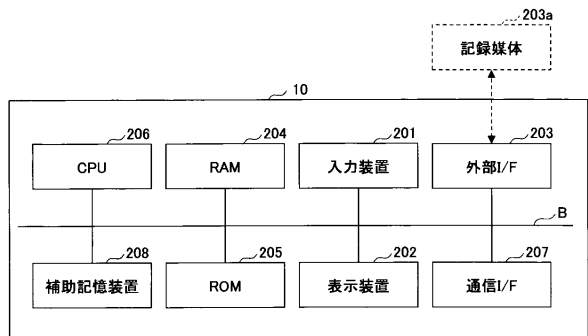 203a
記録媒体
10
206
204
201
203
CPU
RAM
入力装置
外部I/F
B
208
205
202
207
補助記憶装置
ROM
表示装置
通信I/F